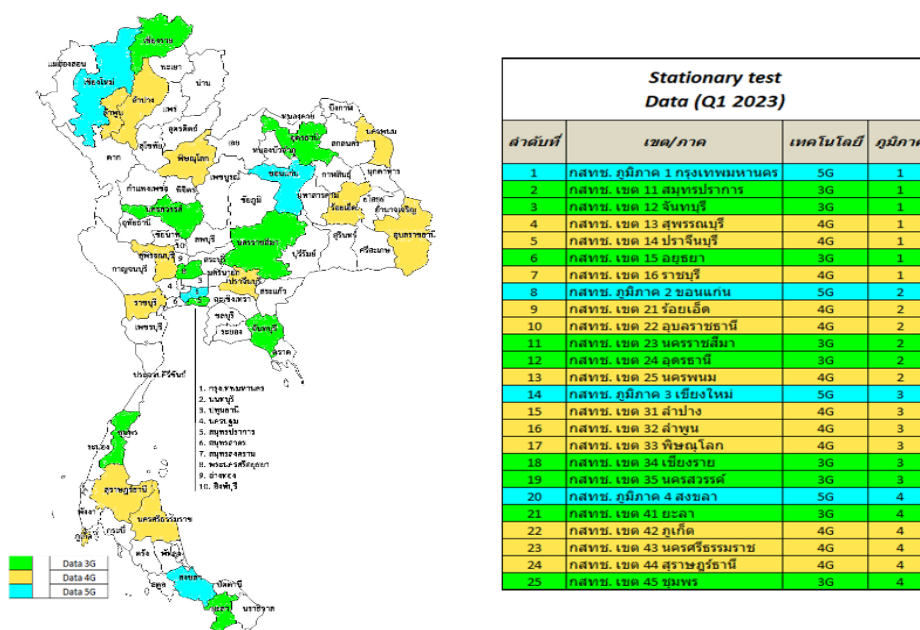 เชียงราย
แม่ฮ่องสอน
พะเยา
เชียงใหม่
น่าน
ลำปาง
ลำพูน
แพร่
อุตรดิตถ์
สุโขทัย
ตาก
พิษณุโลก
เลย
หนองคาย
บึงกาฬ
อุดรธานี
สกลนคร
นครพนม
หนองบัวลำภู
กำแพงเพชร
พิจิตร
เพชรบูรณ์
ขอนแก่น
กาฬสินธุ์
มุกดาหาร
มหาสารคาม
ร้อยเอ็ด
ยโสธร
อำนาจเจริญ
นครสวรรค์
ชัยภูมิ
อุทัยธานี
ชัยนาท
ลพบุรี
นครราชสีมา
บุรีรัมย์
สุรินทร์
ศรีสะเกษ
อุบลราชธานี
สุพรรณบุรี
สระบุรี
กาญจนบุรี
นครนายก
ปราจีนบุรี
สระแก้ว
ราชบุรี
ฉะเชิงเทรา
ชลบุรี
เพชรบุรี
ระยอง
จันทบุรี
ตราด
ประจวบคีรีขันธ์
1. กรุงเทพมหานคร
2. นนทบุรี
3. ปทุมธานี
4. นครปฐม
5. สมุทรปราการ
6. สมุทรสาคร
7. สมุทรสงคราม
8. พระนครศรีอยุธยา
9. อ่างทอง
10. สิงห์บุรี
ชุมพร
ระนอง
สุราษฎร์ธานี
พังงา
นครศรีธรรมราช
ภูเก็ต
กระบี่
ตรัง
พัทลุง
สตูล
สงขลา
ปัตตานี
ยะลา
นราธิวาส
Data 3G
Data 4G
Data 5G
Stationary test
Data (Q1 2023)
ลำดับที่ เขต/ภาค เทคโนโลยี ภูมิภาค
1 กสทช. ภูมิภาค 1 กรุงเทพมหานคร 5G 1
2 กสทช. เขต 11 สมุทรปราการ 3G 1
3 กสทช. เขต 12 จันทบุรี 3G 1
4 กสทช. เขต 13 สุพรรณบุรี 4G 1
5 กสทช. เขต 14 ปราจีนบุรี 4G 1
6 กสทช. เขต 15 อยุธยา 3G 1
7 กสทช. เขต 16 ราชบุรี 4G 1
8 กสทช. ภูมิภาค 2 ขอนแก่น 5G 2
9 กสทช. เขต 21 ร้อยเอ็ด 4G 2
10 กสทช. เขต 22 อุบลราชธานี 4G 2
11 กสทช. เขต 23 นครราชสีมา 3G 2
12 กสทช. เขต 24 อุดรธานี 3G 2
13 กสทช. เขต 25 นครพนม 4G 2
14 กสทช. ภูมิภาค 3 เชียงใหม่ 5G 3
15 กสทช. เขต 31 ลำปาง 4G 3
16 กสทช. เขต 32 ลำพูน 4G 3
17 กสทช. เขต 33 พิษณุโลก 4G 3
18 กสทช. เขต 34 เชียงราย 3G 3
19 กสทช. เขต 35 นครสวรรค์ 3G 3
20 กสทช. ภูมิภาค 4 สงขลา 5G 4
21 กสทช. เขต 41 ยะลา 3G 4
22 กสทช. เขต 42 ภูเก็ต 4G 4
23 กสทช. เขต 43 นครศรีธรรมราช 4G 4
24 กสทช. เขต 44 สุราษฎร์ธานี 4G 4
25 กสทช. เขต 45 ชุมพร 3G 4